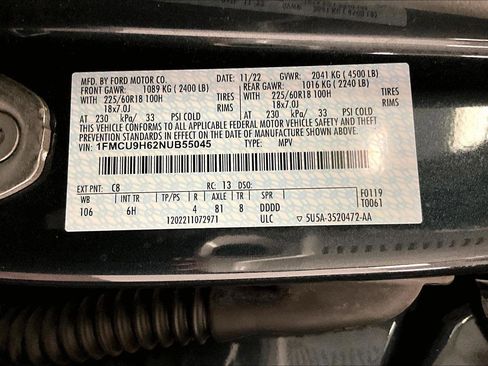 MFD. BY FORD MOTOR CO. DATE: 11/22 GVWR: 2041 KG ( 4500 LB)
FRONT GAWR: 1089 KG ( 2400 LB) REAR GAWR: 1016 KG ( 2240 LB)
WITH 225/60R18 100H TIRES WITH 225/60R18 100H TIRES
18x7.0J RIMS 18x7.0J RIMS
AT 230 kPa/ 33 PSI COLD AT 230 kPa/ 33 PSI COLD
THIS VEHICLE CONFORMS TO ALL APPLICABLE FEDERAL MOTOR VEHICLE SAFETY AND THEFT
PREVENTION STANDARDS IN EFFECT ON THE DATE OF MANUFACTURE SHOWN ABOVE.
VIN: 1FMCU9H62NUB55045 TYPE: MPV
EXT PNT: C8 RC: 13 DSO: F0119
WB INT TR TP/PS R AXLE TR SPR T0061
106 6H 4 81 8 DDDD
1202211072971 ULC 5U5A-3520472-AA